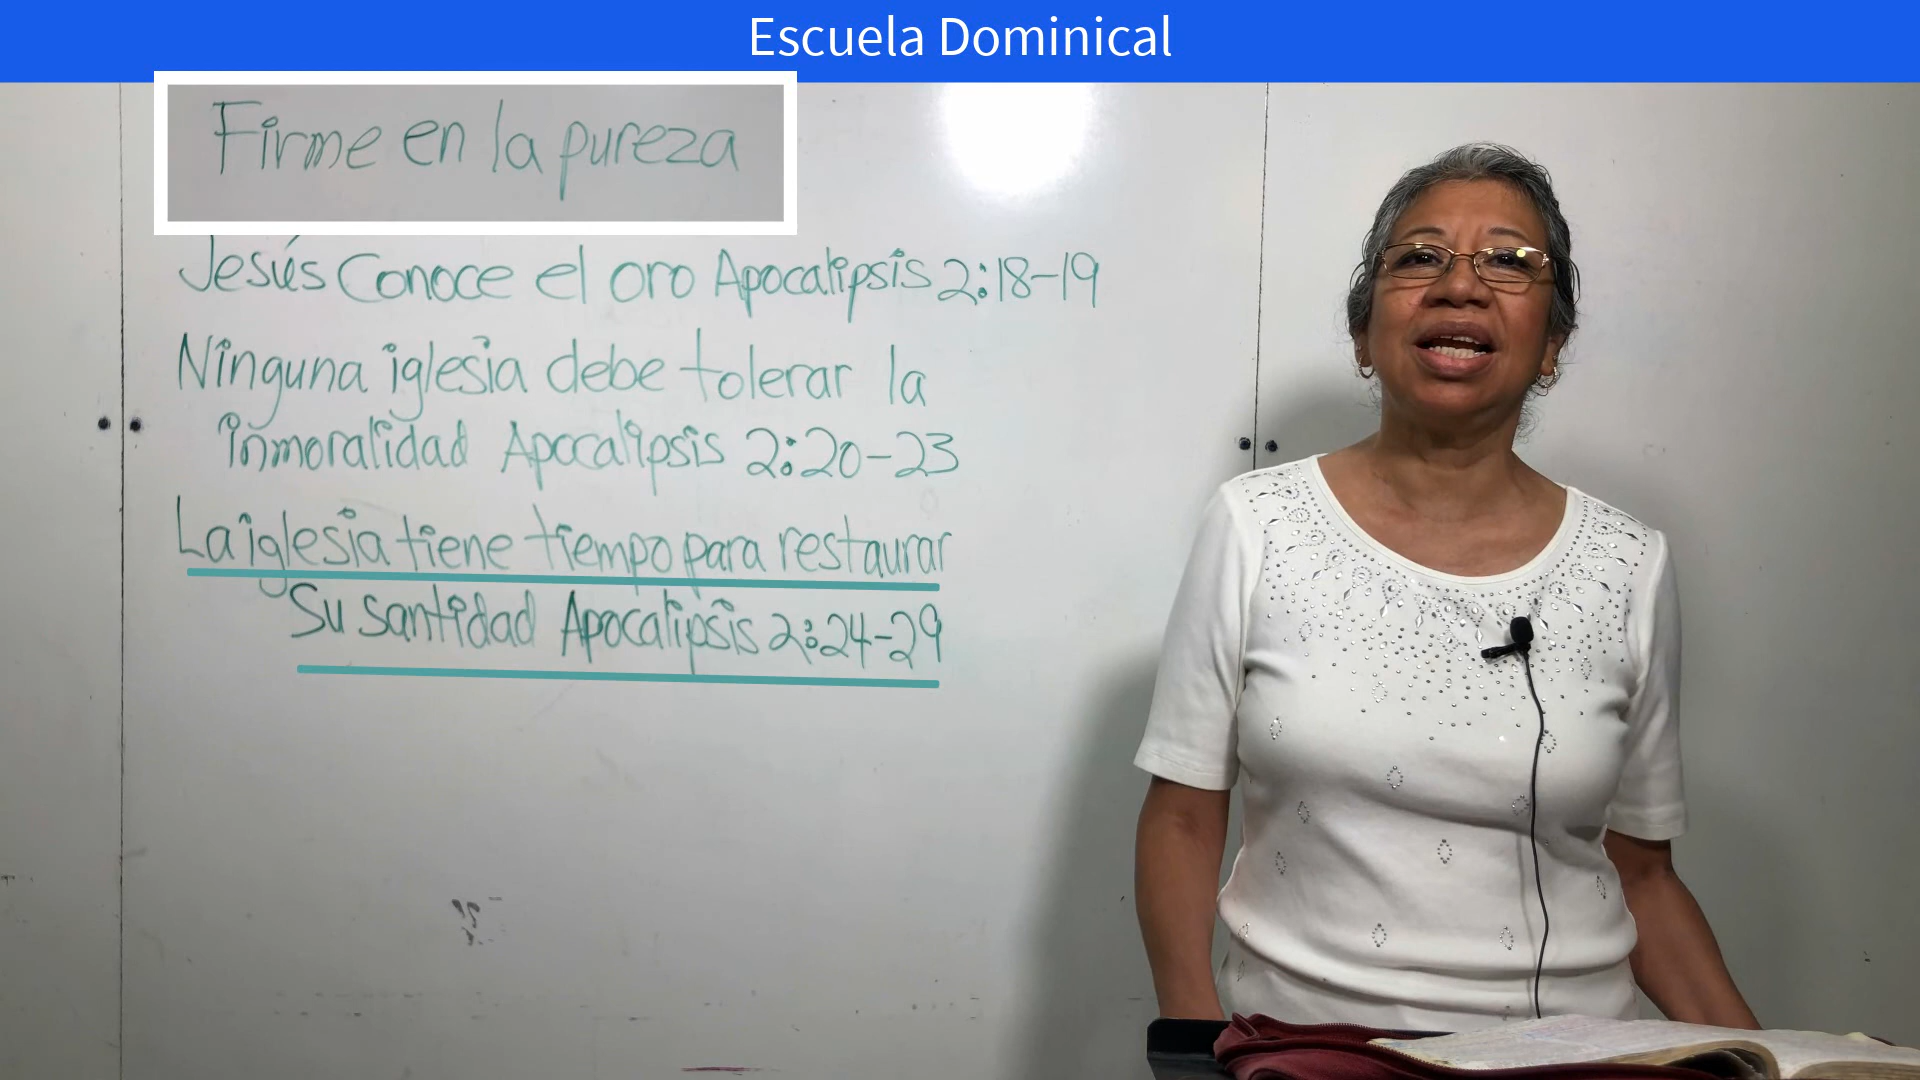 Escuela Dominical
Firme en la pureza
Jesús Conoce el oro Apocalipsis 2:18-19
Ninguna iglesia debe tolerar la
inmoralidad Apocalipsis 2:20-23
La iglesia tiene tiempo para restaurar
Su santidad Apocalipsis 2:24-29